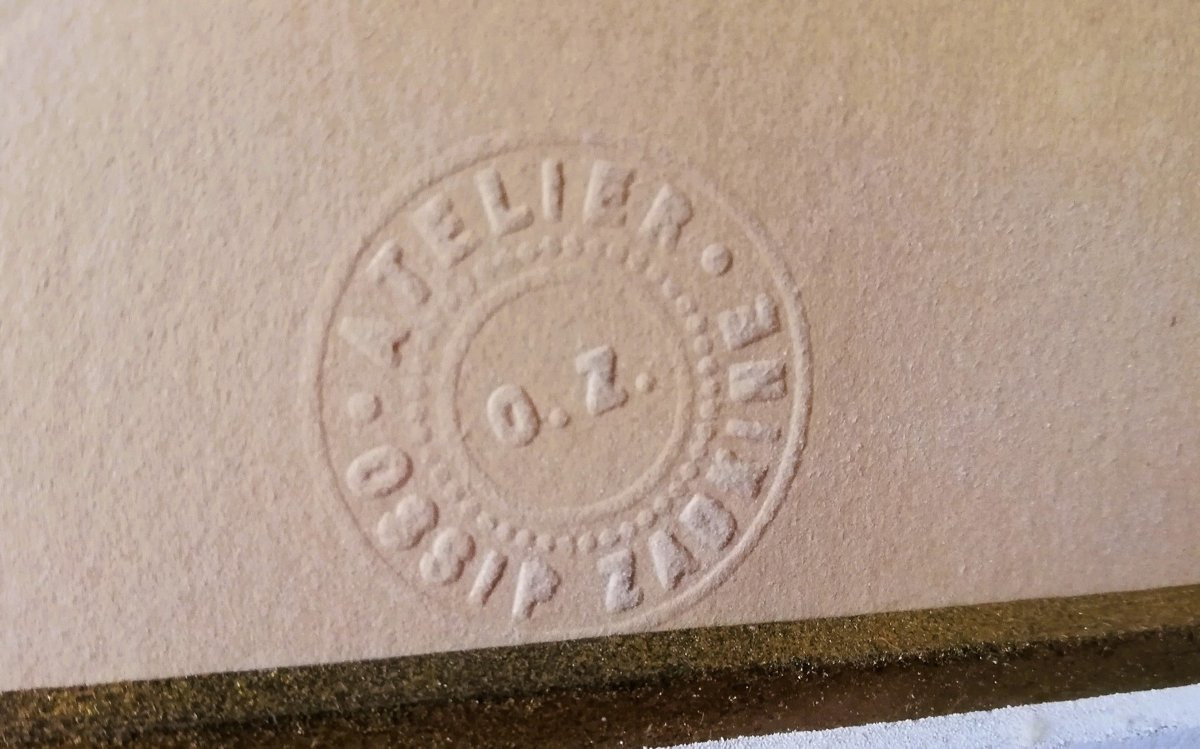 · ATELIER ·
OSSIP ZADKINE
O. Z.